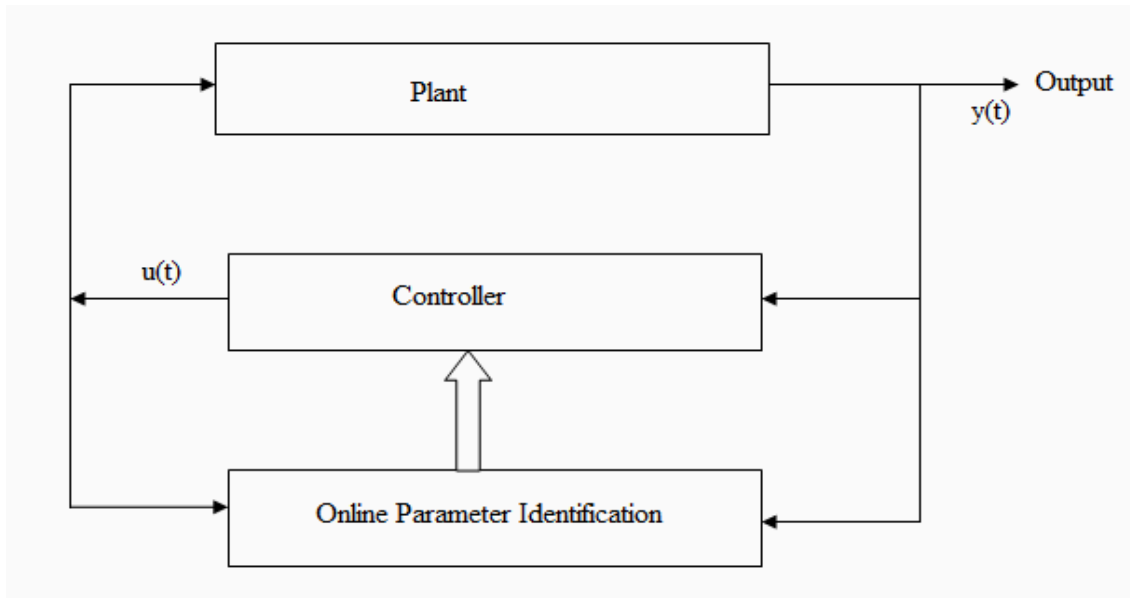 Plant
Output
y(t)
u(t)
Controller
Online Parameter Identification